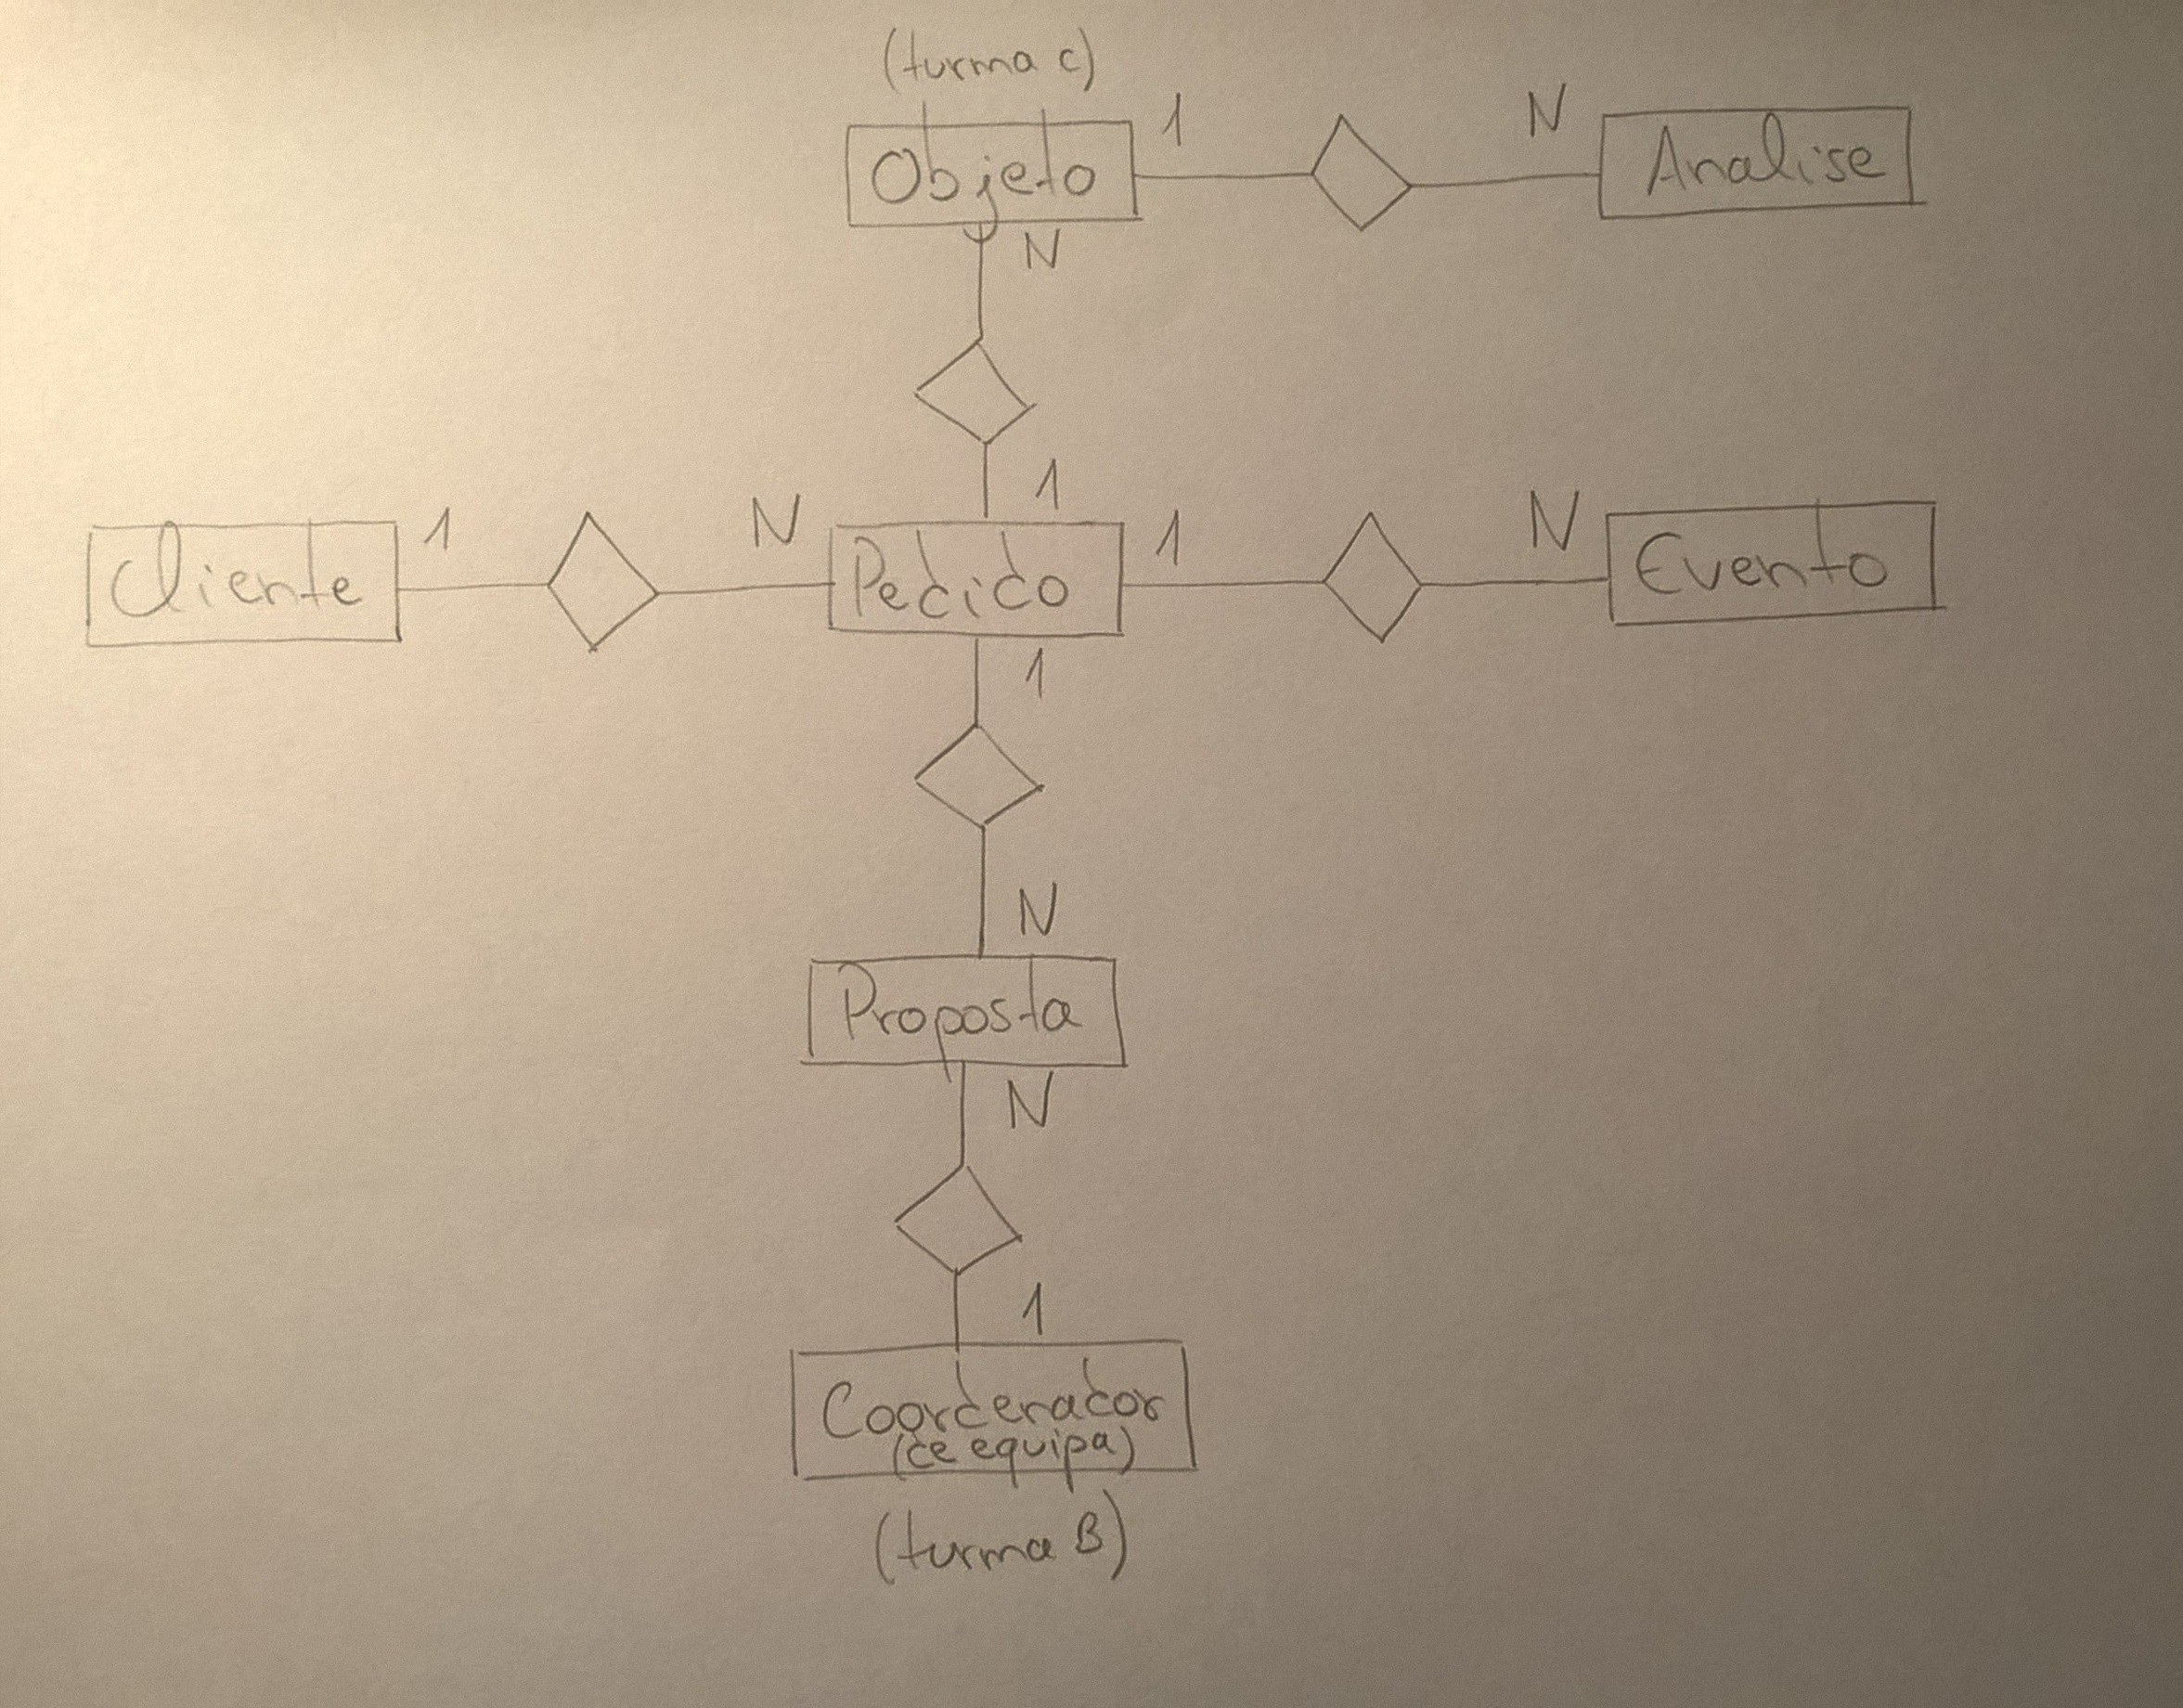 (turma c)
Objeto 1 N Analise
N
1
Cliente 1 N Pedido 1 N Evento
1
N
Proposta
N
1
Coordenador
(de equipa)
(turma B)